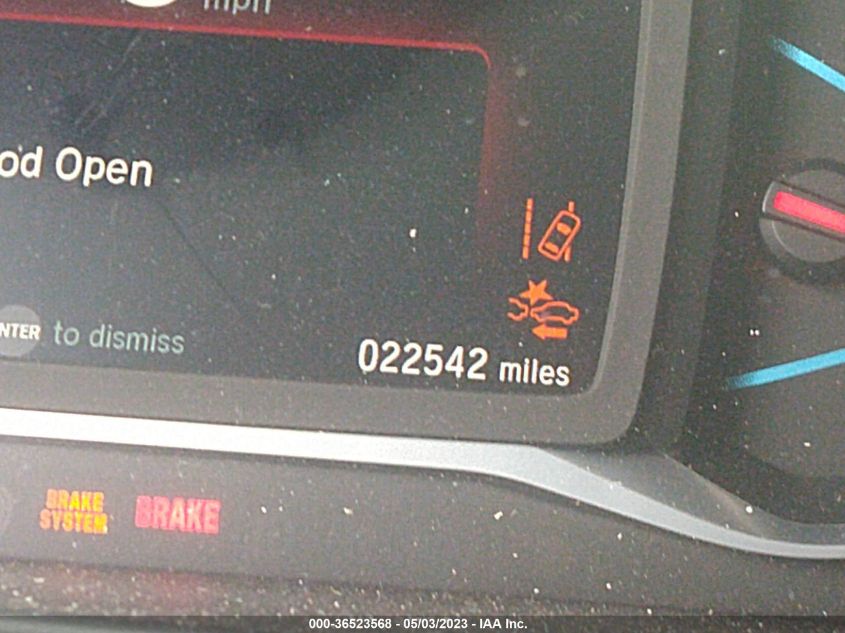 mph
od Open
NTER to dismiss
022542 miles
BRAKE
SYSTEM
BRAKE
000-36523568 - 05/03/2023 - IAA Inc.